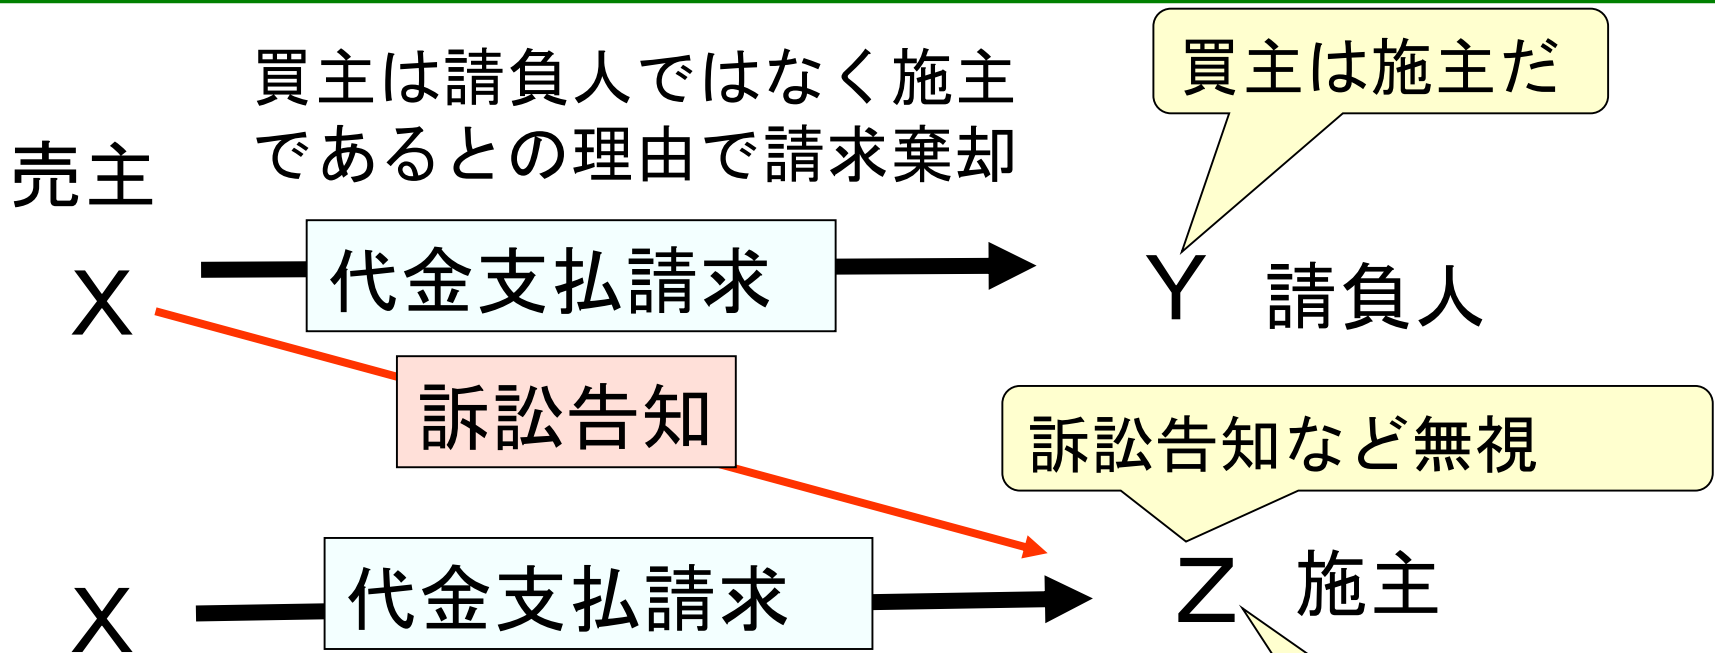 買主は請負人ではなく施主
であるとの理由で請求棄却
買主は施主だ
売主
X
代金支払請求
Y 請負人
訴訟告知
訴訟告知など無視
X
代金支払請求
Z 施主